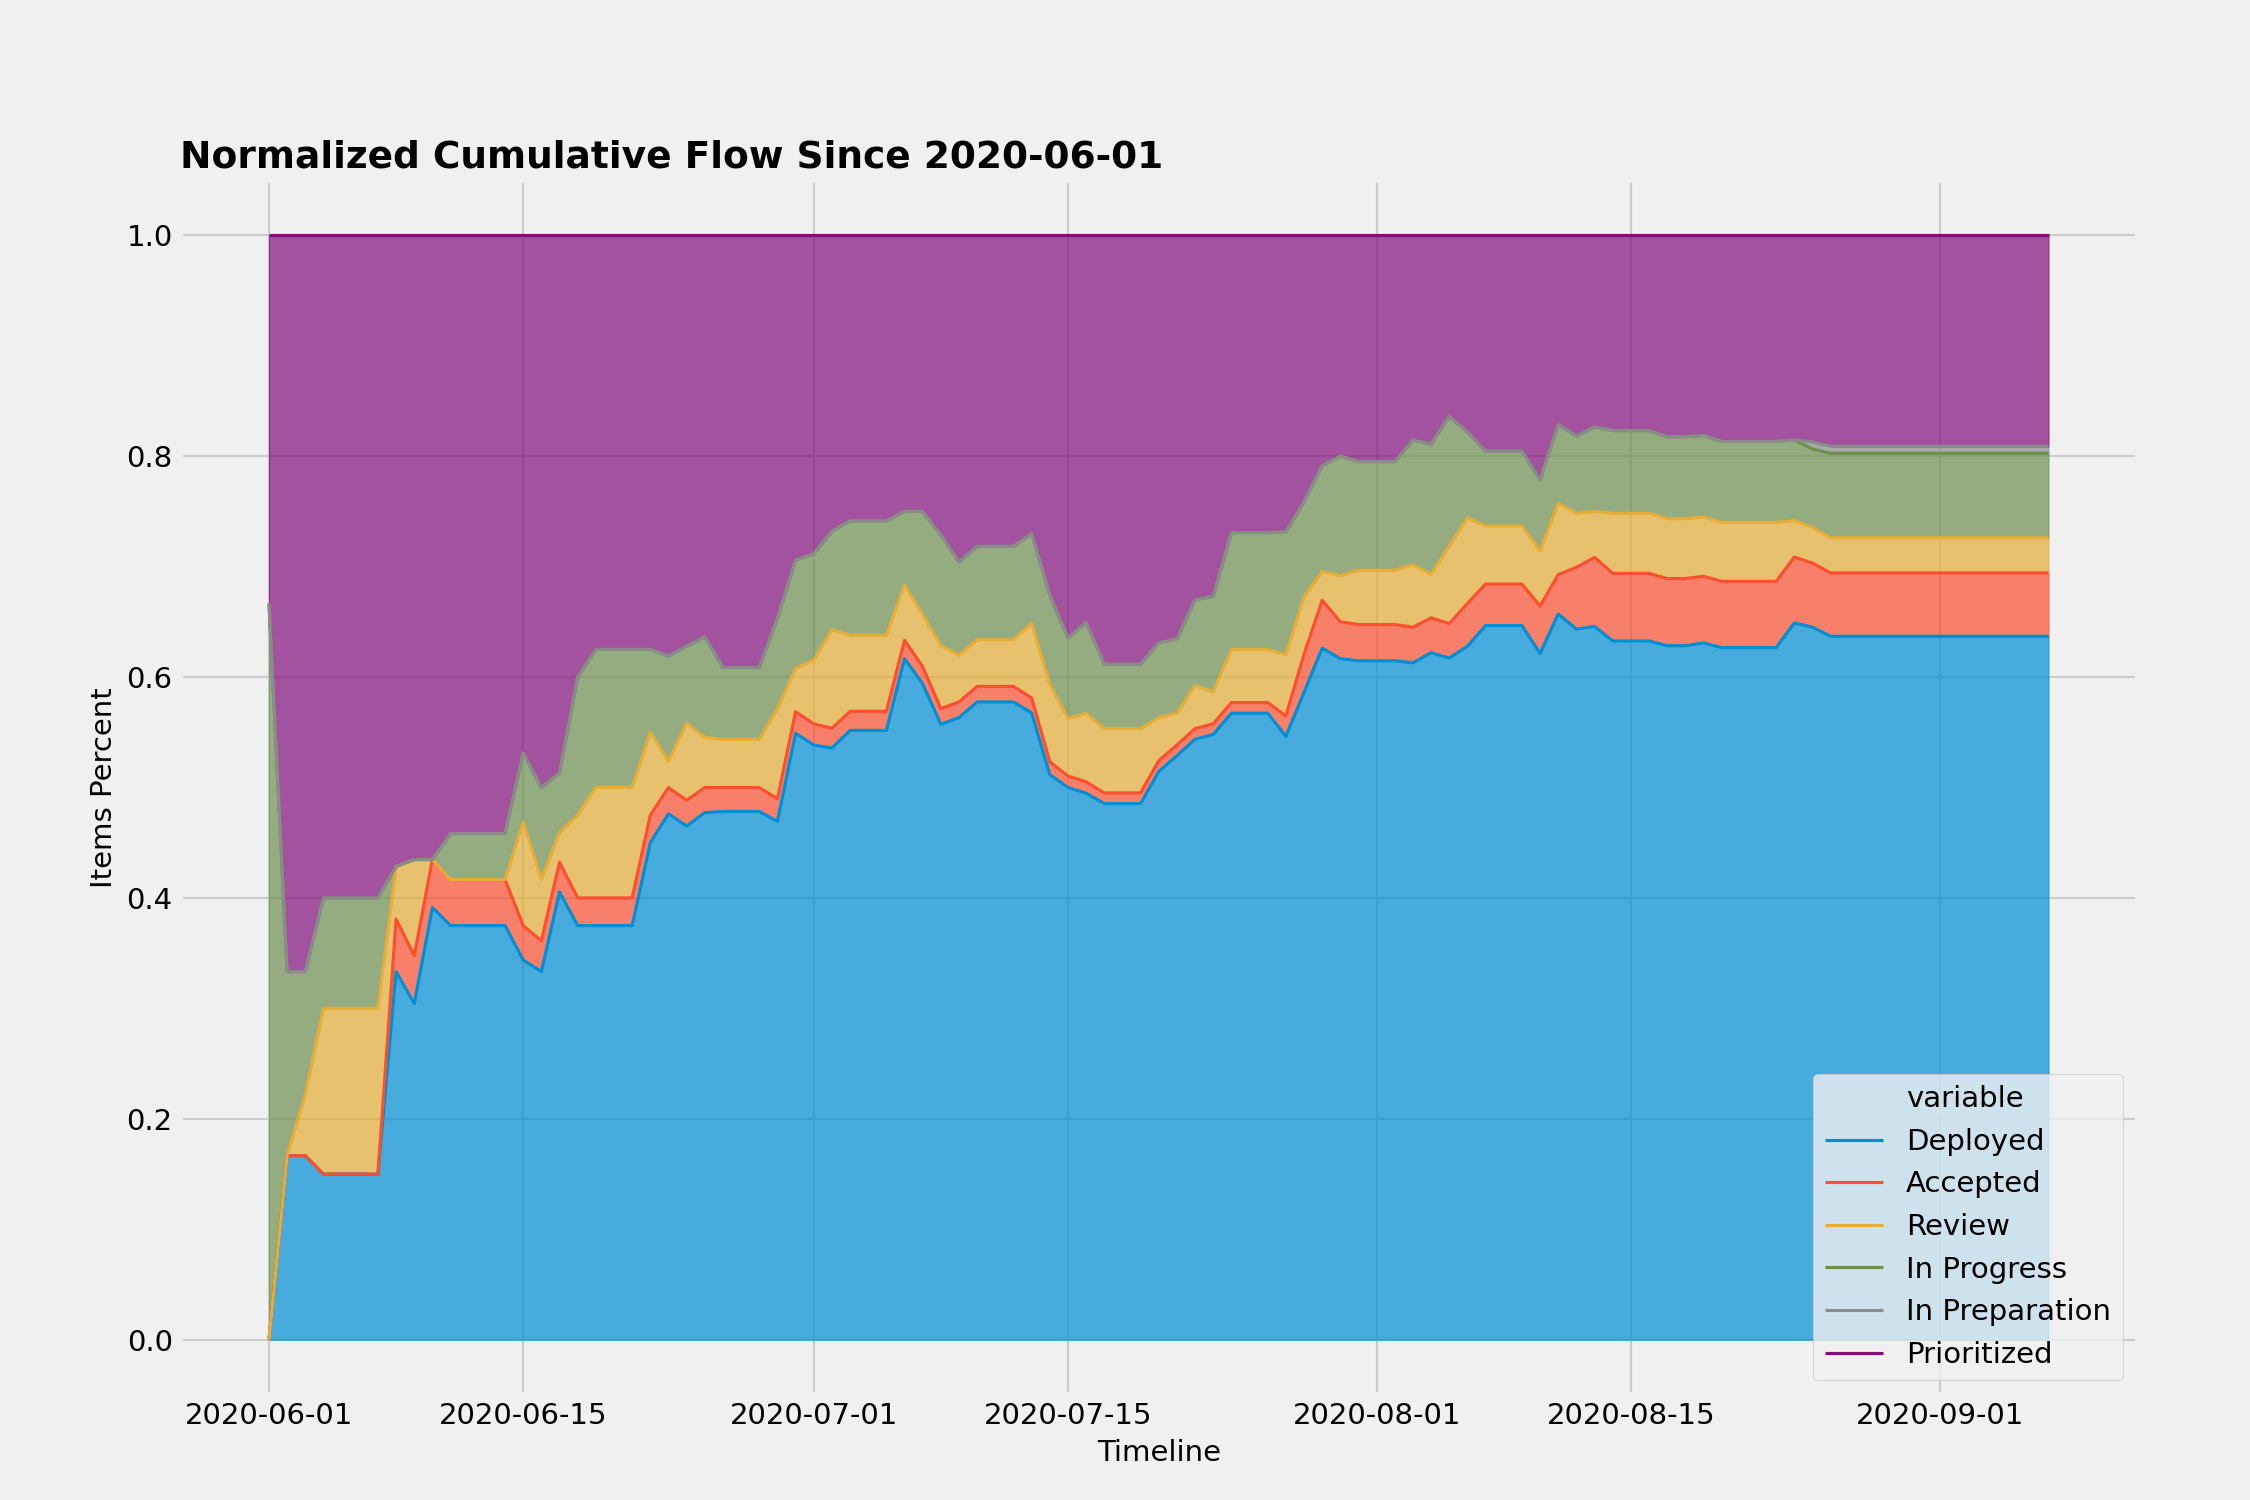 Normalized Cumulative Flow Since 2020-06-01
1.0
0.8
0.6
0.4
0.2
0.0
Items Percent
variable
Deployed
Accepted
Review
In Progress
In Preparation
Prioritized
2020-06-01 2020-06-15 2020-07-01 2020-07-15 2020-08-01 2020-08-15 2020-09-01
Timeline